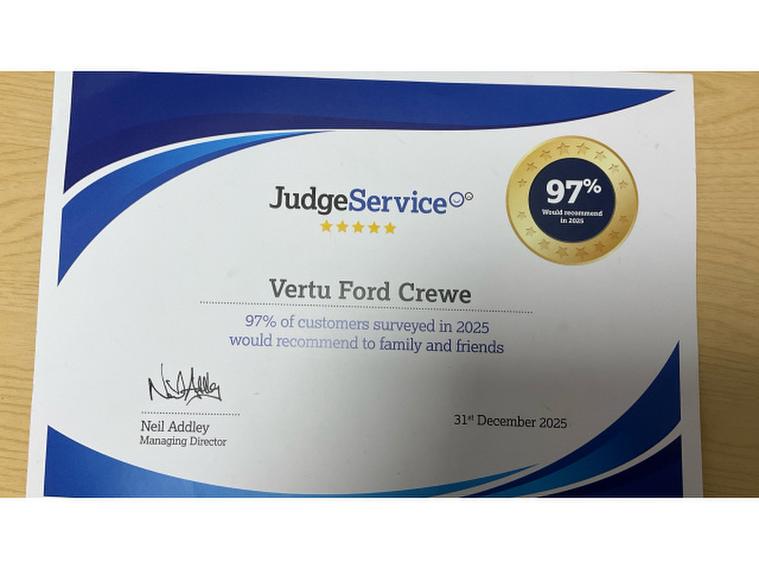 JudgeService
97%
Would recommend
in 2025
Vertu Ford Crewe
97% of customers surveyed in 2025
would recommend to family and friends
Neil Addley
Managing Director
31st December 2025